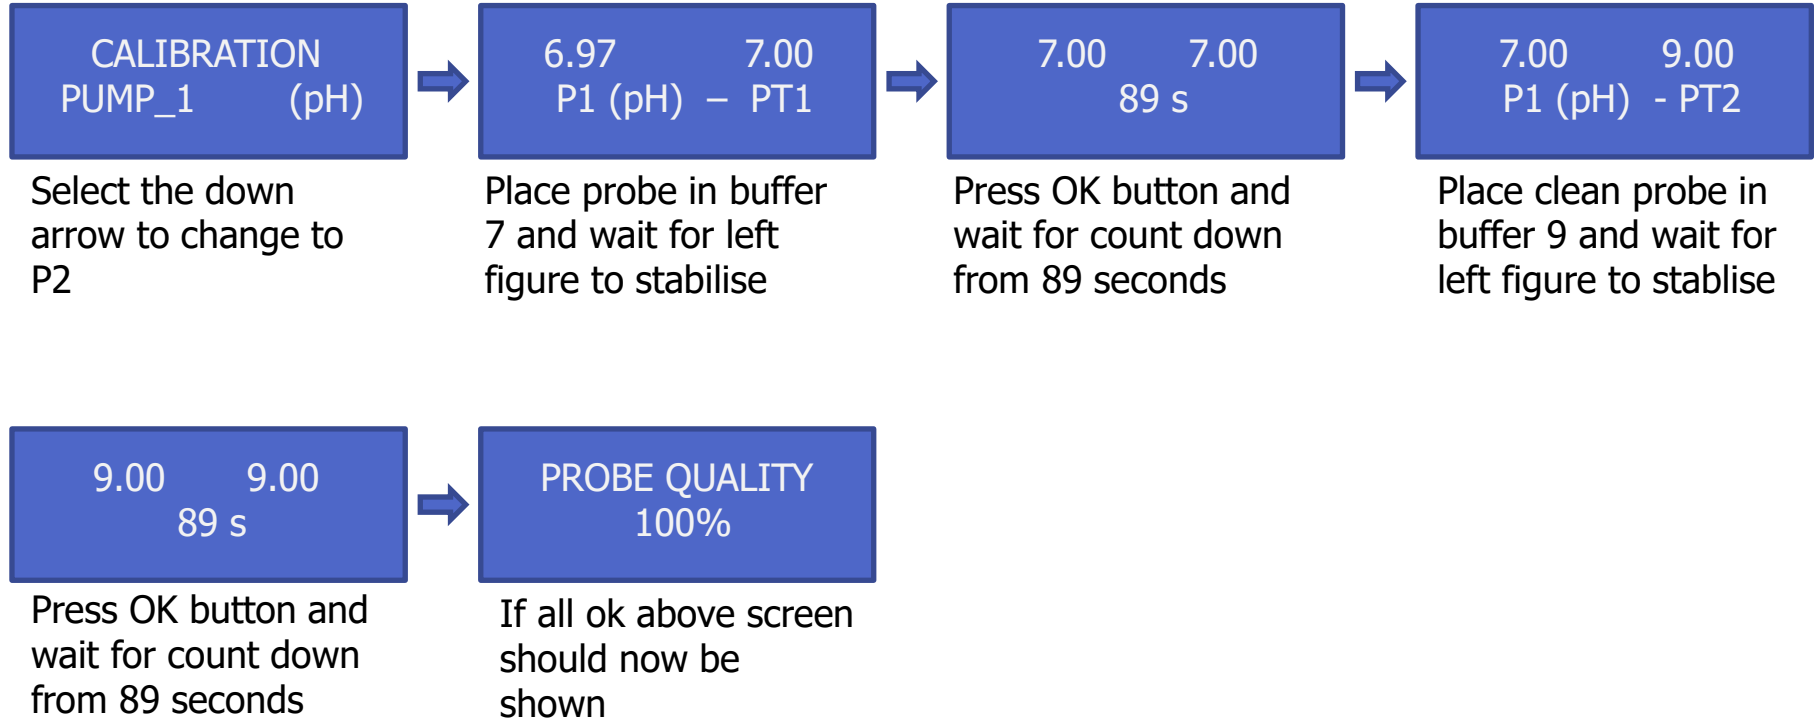 CALIBRATION
PUMP_1 (pH)
Select the down
arrow to change to
P2
6.97 7.00
P1 (pH) – PT1
Place probe in buffer
7 and wait for left
figure to stabilise
7.00 7.00
89 s
Press OK button and
wait for count down
from 89 seconds
7.00 9.00
P1 (pH) - PT2
Place clean probe in
buffer 9 and wait for
left figure to stablise
9.00 9.00
89 s
Press OK button and
wait for count down
from 89 seconds
PROBE QUALITY
100%
If all ok above screen
should now be
shown